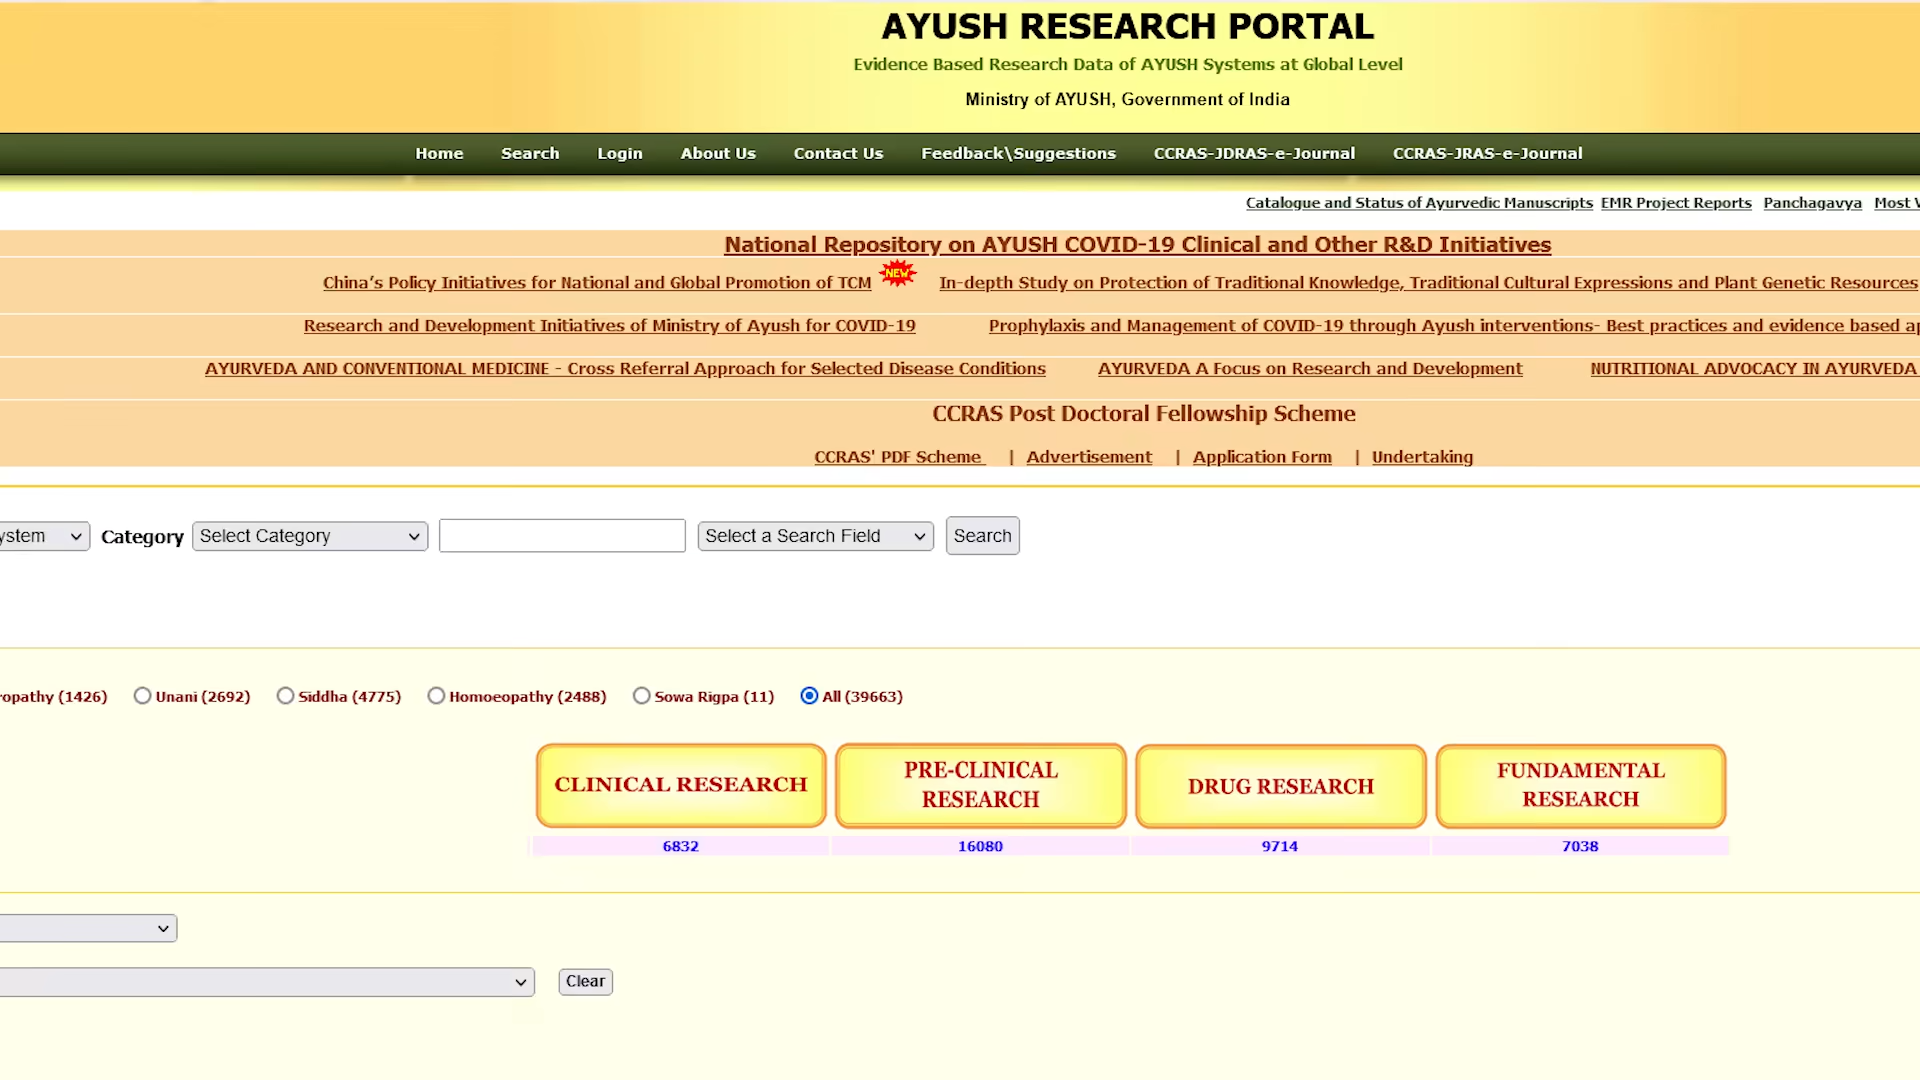 AYUSH RESEARCH PORTAL
Evidence Based Research Data of AYUSH Systems at Global Level
Ministry of AYUSH, Government of India
Home Search Login About Us Contact Us Feedback\Suggestions CCRAS-JDRAS-e-Journal CCRAS-JRAS-e-Journal
Catalogue and Status of Ayurvedic Manuscripts EMR Project Reports Panchagavya Most
National Repository on AYUSH COVID-19 Clinical and Other R&D Initiatives
China's Policy Initiatives for National and Global Promotion of TCM NEW In-depth Study on Protection of Traditional Knowledge, Traditional Cultural Expressions and Plant Genetic Resources
Research and Development Initiatives of Ministry of Ayush for COVID-19 Prophylaxis and Management of COVID-19 through Ayush interventions- Best practices and evidence based
AYURVEDA AND CONVENTIONAL MEDICINE - Cross Referral Approach for Selected Disease Conditions AYURVEDA A Focus on Research and Development NUTRITIONAL ADVOCACY IN AYURVEDA
CCRAS Post Doctoral Fellowship Scheme
CCRAS' PDF Scheme | Advertisement | Application Form | Undertaking
ystem Category Select Category Select a Search Field Search
ropathy (1426) Unani (2692) Siddha (4775) Homoeopathy (2488) Sowa Rigpa (11) All (39663)
CLINICAL RESEARCH PRE-CLINICAL RESEARCH DRUG RESEARCH FUNDAMENTAL RESEARCH
6832 16080 9714 7038
Clear